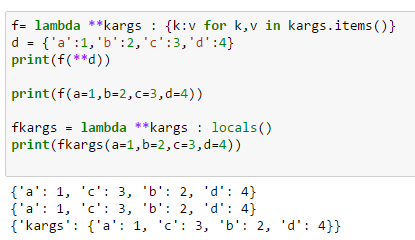 f= lambda **kargs : {k:v for k,v in kargs.items()}
d = {'a':1,'b':2,'c':3,'d':4}
print(f(**d))
print(f(a=1,b=2,c=3,d=4))
fkargs = lambda **kargs : locals()
print(fkargs(a=1,b=2,c=3,d=4))
{'a': 1, 'c': 3, 'b': 2, 'd': 4}
{'a': 1, 'c': 3, 'b': 2, 'd': 4}
{'kargs': {'a': 1, 'c': 3, 'b': 2, 'd': 4}}